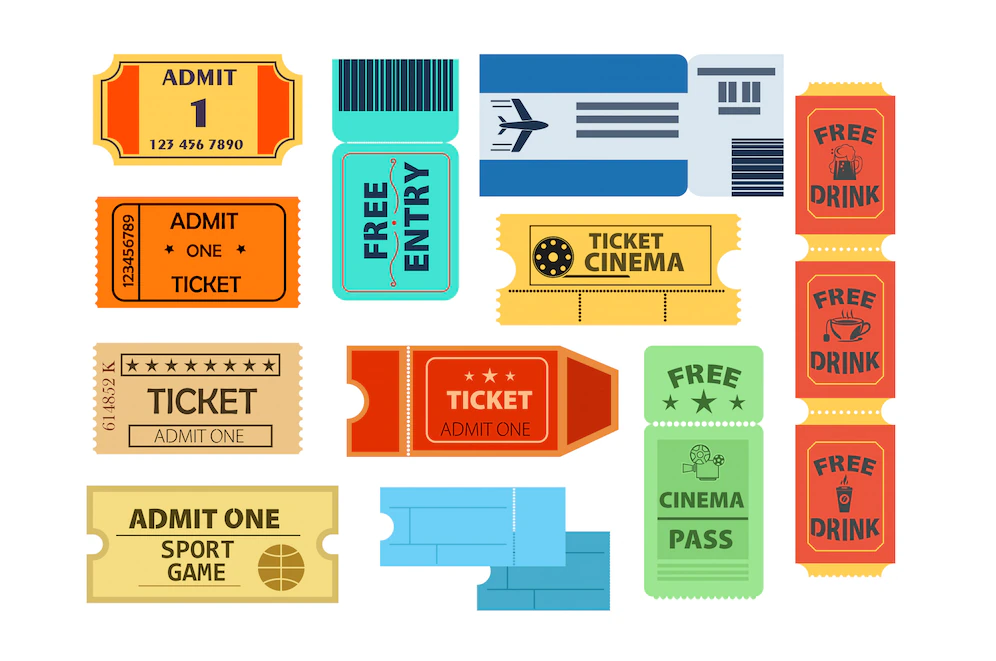 ADMIT
1
123 456 7890
FREE
ENTRY
FREE
DRINK
123456789
ADMIT
ONE
TICKET
TICKET
CINEMA
FREE
DRINK
614852 K
TICKET
ADMIT ONE
TICKET
ADMIT ONE
FREE
CINEMA
PASS
FREE
DRINK
ADMIT ONE
SPORT
GAME